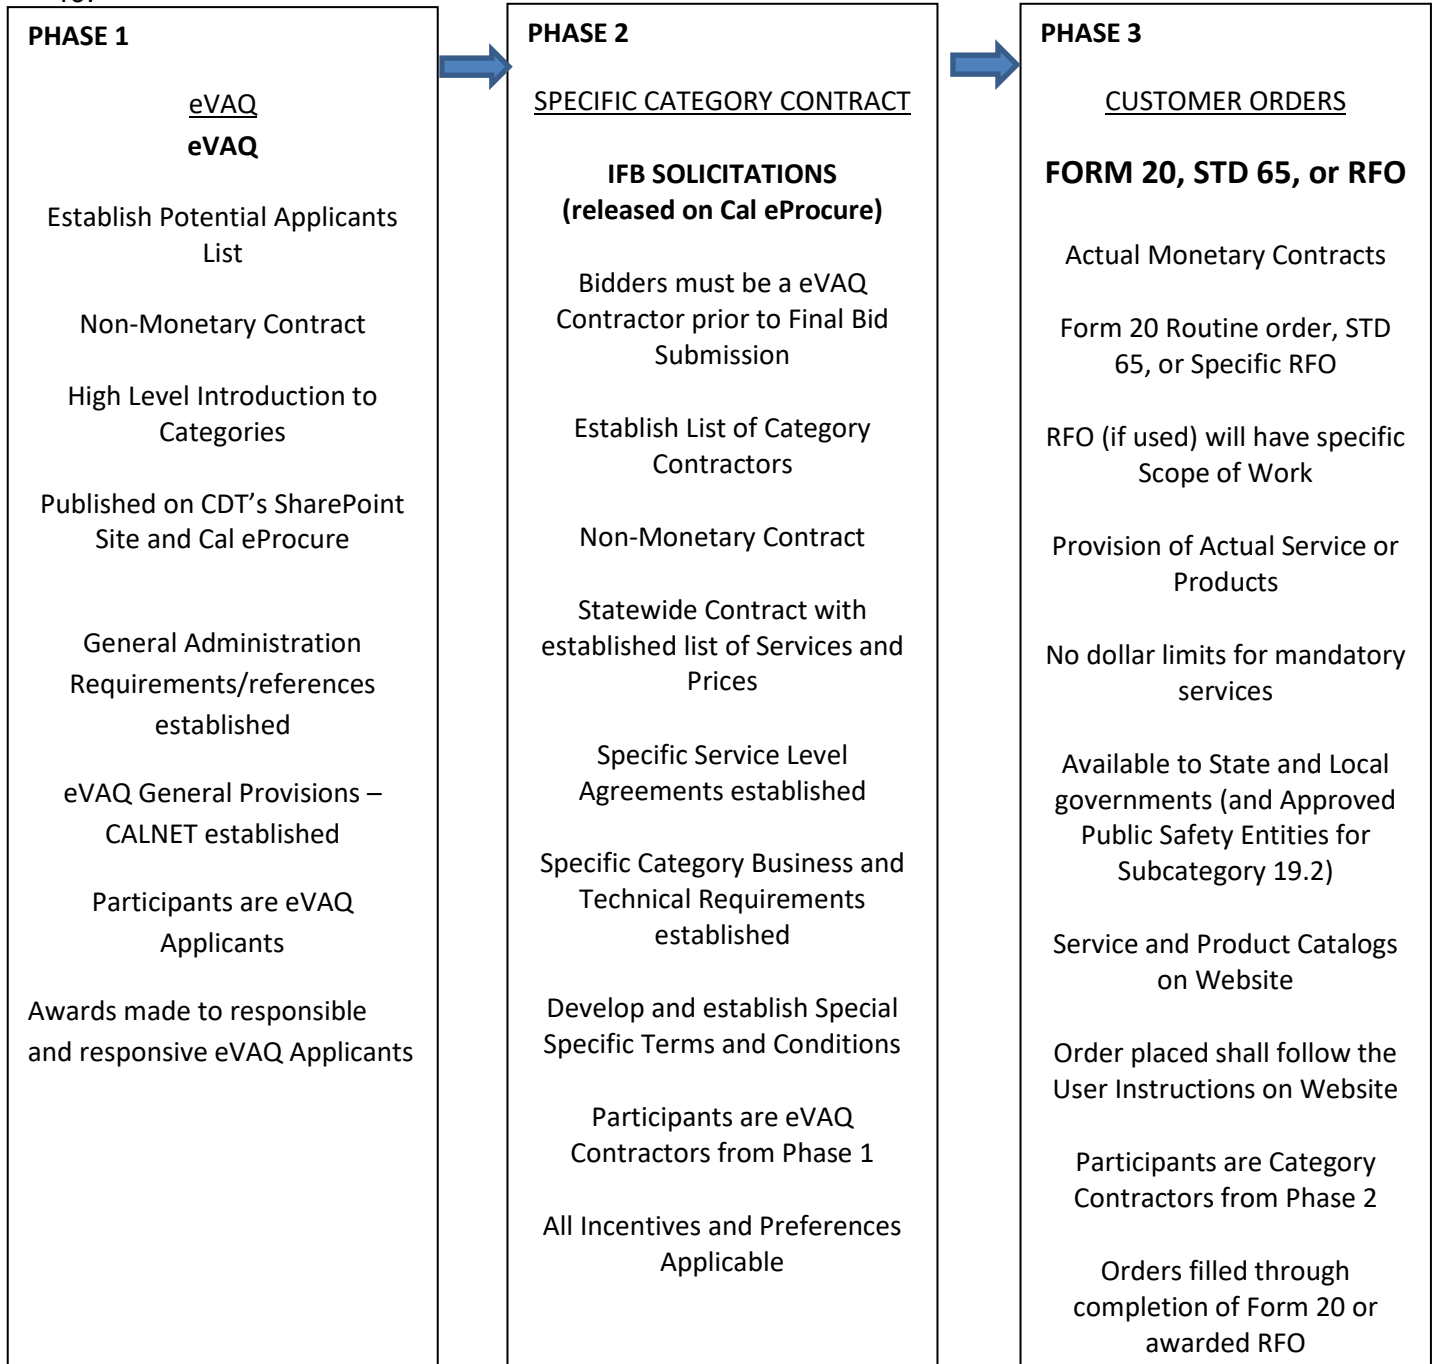 PHASE 1
eVAQ
eVAQ
Establish Potential Applicants
List
Non-Monetary Contract
High Level Introduction to
Categories
Published on CDT’s SharePoint
Site and Cal eProcure
General Administration
Requirements/references
established
eVAQ General Provisions –
CALNET established
Participants are eVAQ
Applicants
Awards made to responsible
and responsive eVAQ Applicants
PHASE 2
SPECIFIC CATEGORY CONTRACT
IFB SOLICITATIONS
(released on Cal eProcure)
Bidders must be a eVAQ
Contractor prior to Final Bid
Submission
Establish List of Category
Contractors
Non-Monetary Contract
Statewide Contract with
established list of Services and
Prices
Specific Service Level
Agreements established
Specific Category Business and
Technical Requirements
established
Develop and establish Special
Specific Terms and Conditions
Participants are eVAQ
Contractors from Phase 1
All Incentives and Preferences
Applicable
PHASE 3
CUSTOMER ORDERS
FORM 20, STD 65, or RFO
Actual Monetary Contracts
Form 20 Routine order, STD
65, or Specific RFO
RFO (if used) will have specific
Scope of Work
Provision of Actual Service or
Products
No dollar limits for mandatory
services
Available to State and Local
governments (and Approved
Public Safety Entities for
Subcategory 19.2)
Service and Product Catalogs
on Website
Order placed shall follow the
User Instructions on Website
Participants are Category
Contractors from Phase 2
Orders filled through
completion of Form 20 or
awarded RFO